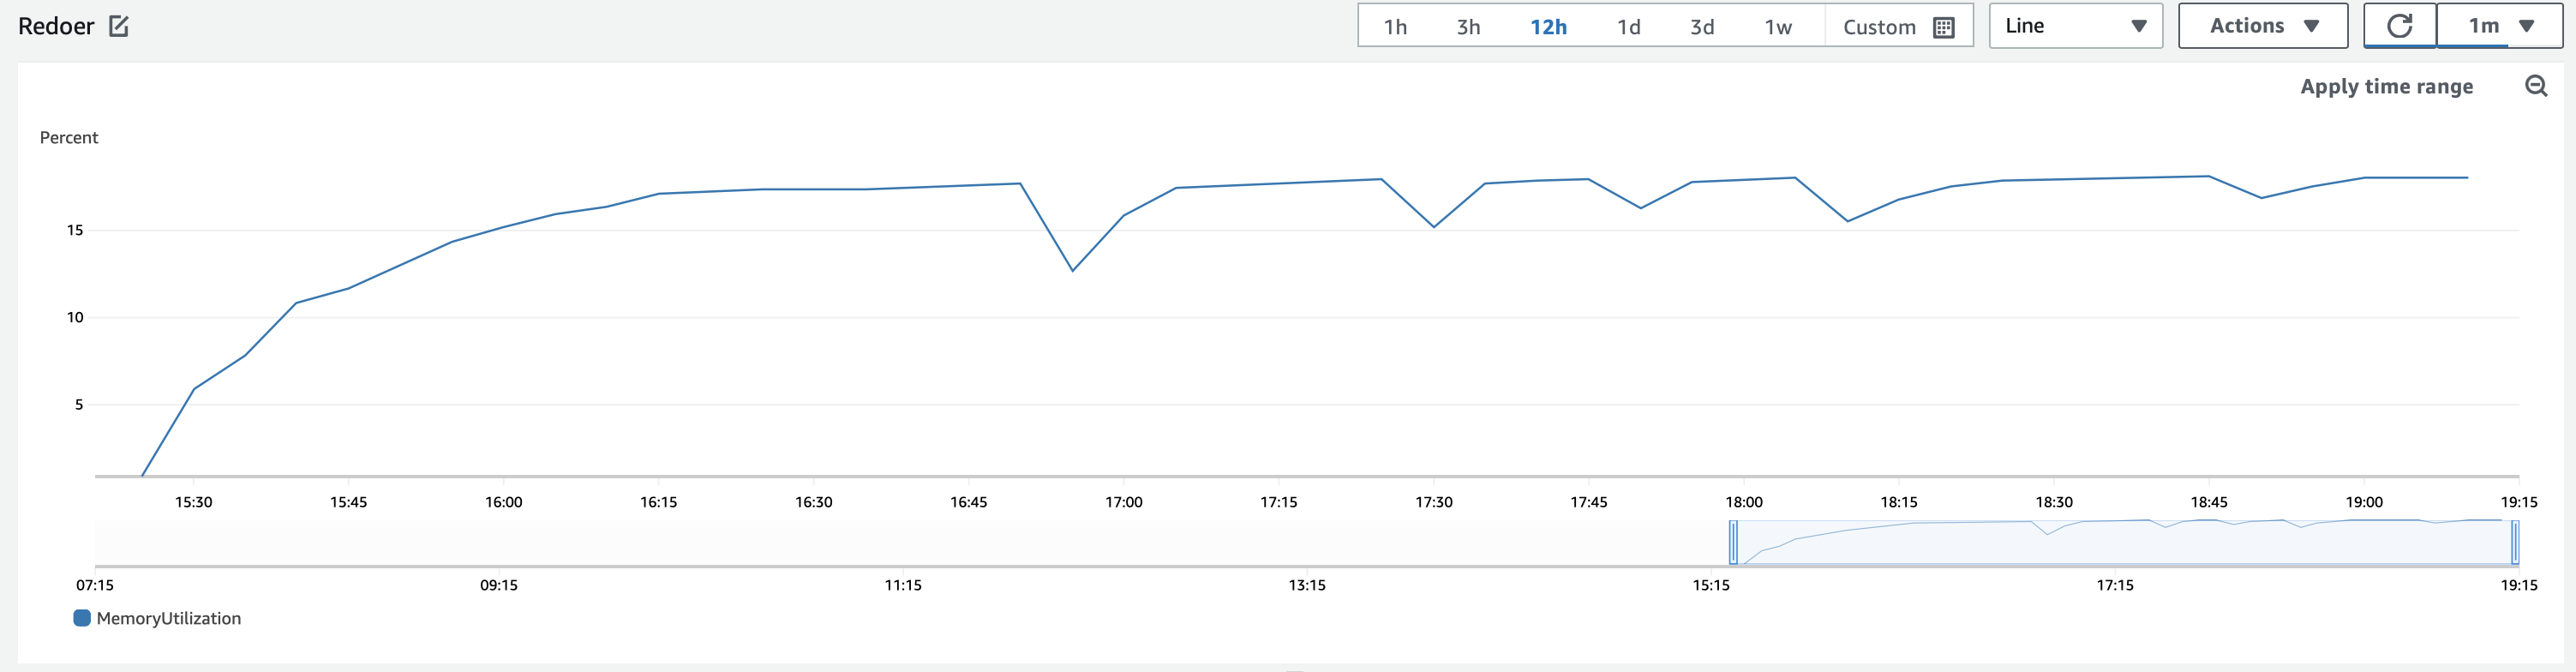 Redoer
1h 3h 12h 1d 3d 1w Custom Line Actions 1m
Apply time range
Percent
15
10
5
15:30 15:45 16:00 16:15 16:30 16:45 17:00 17:15 17:30 17:45 18:00 18:15 18:30 18:45 19:00 19:15
07:15 09:15 11:15 13:15 15:15 17:15 19:15
MemoryUtilization